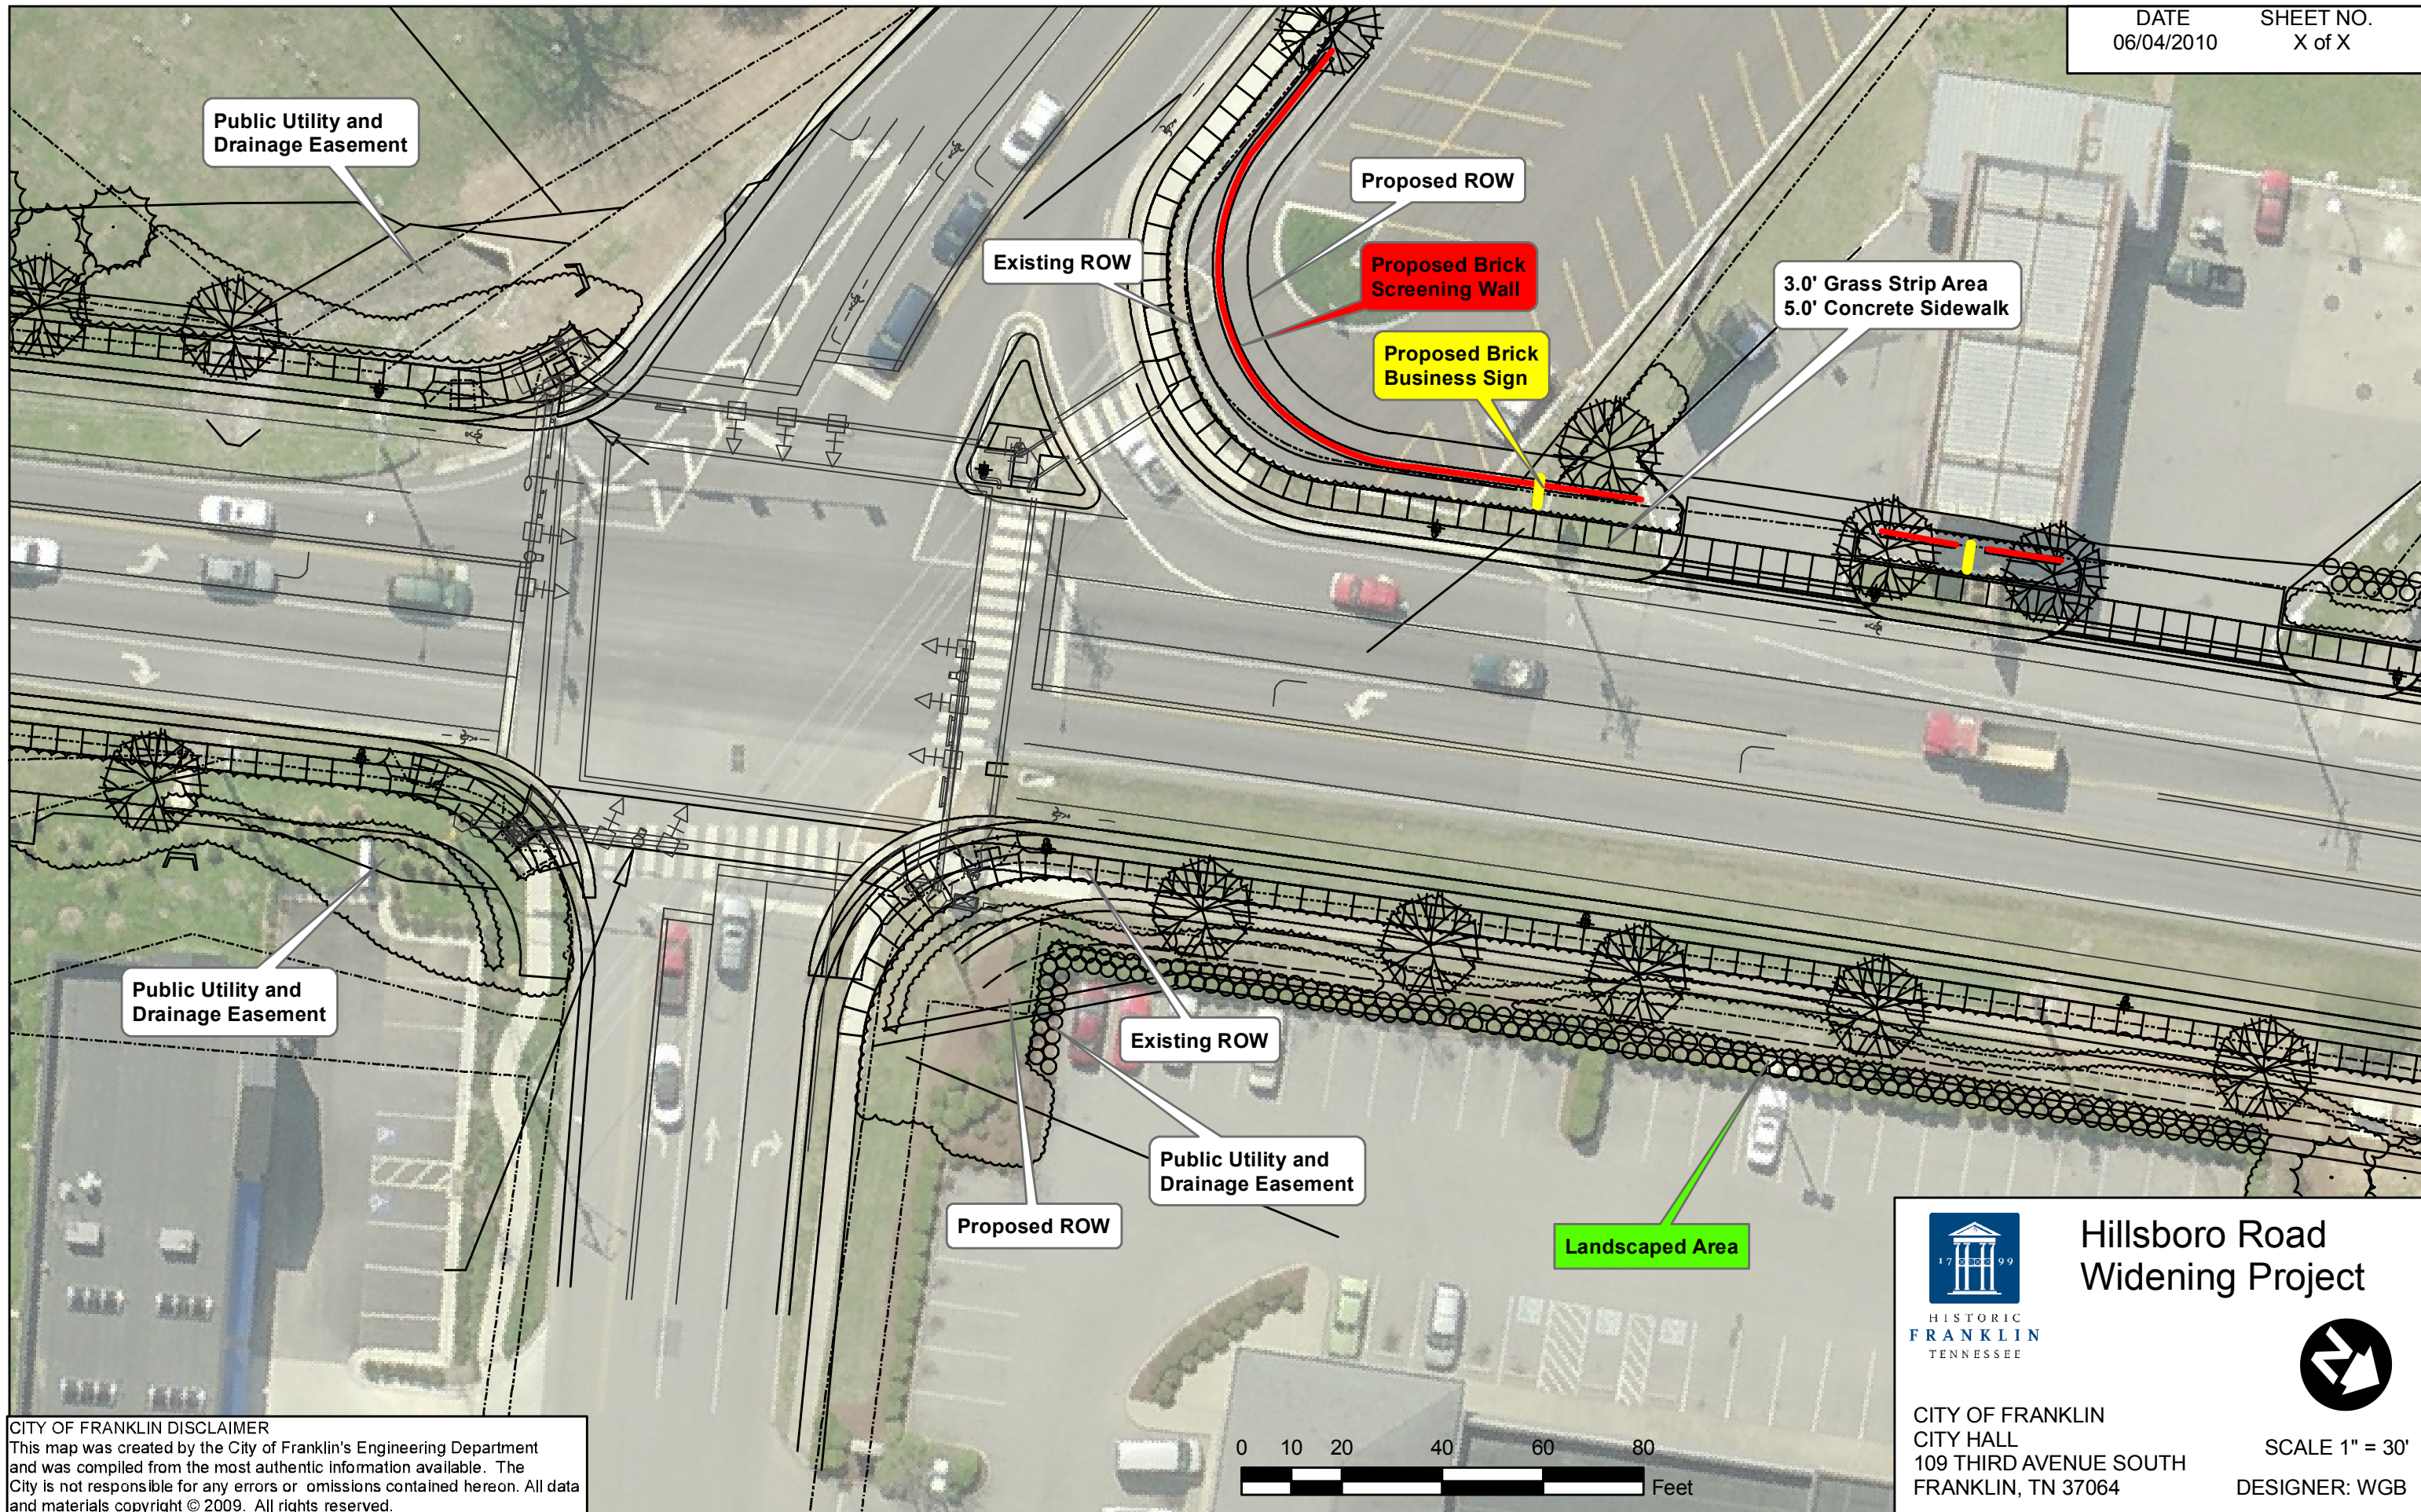 DATE
06/04/2010
SHEET NO.
X of X
Public Utility and
Drainage Easement
Proposed ROW
Existing ROW
Proposed Brick
Screening Wall
3.0' Grass Strip Area
5.0' Concrete Sidewalk
Proposed Brick
Business Sign
Public Utility and
Drainage Easement
Existing ROW
Public Utility and
Drainage Easement
Proposed ROW
Landscaped Area
17 99
HISTORIC
FRANKLIN
TENNESSEE
Hillsboro Road
Widening Project
N
CITY OF FRANKLIN
CITY HALL
109 THIRD AVENUE SOUTH
FRANKLIN, TN 37064
SCALE 1" = 30'
DESIGNER: WGB
0 10 20 40 60 80
Feet
CITY OF FRANKLIN DISCLAIMER
This map was created by the City of Franklin's Engineering Department
and was compiled from the most authentic information available. The
City is not responsible for any errors or omissions contained hereon. All data
and materials copyright © 2009. All rights reserved.